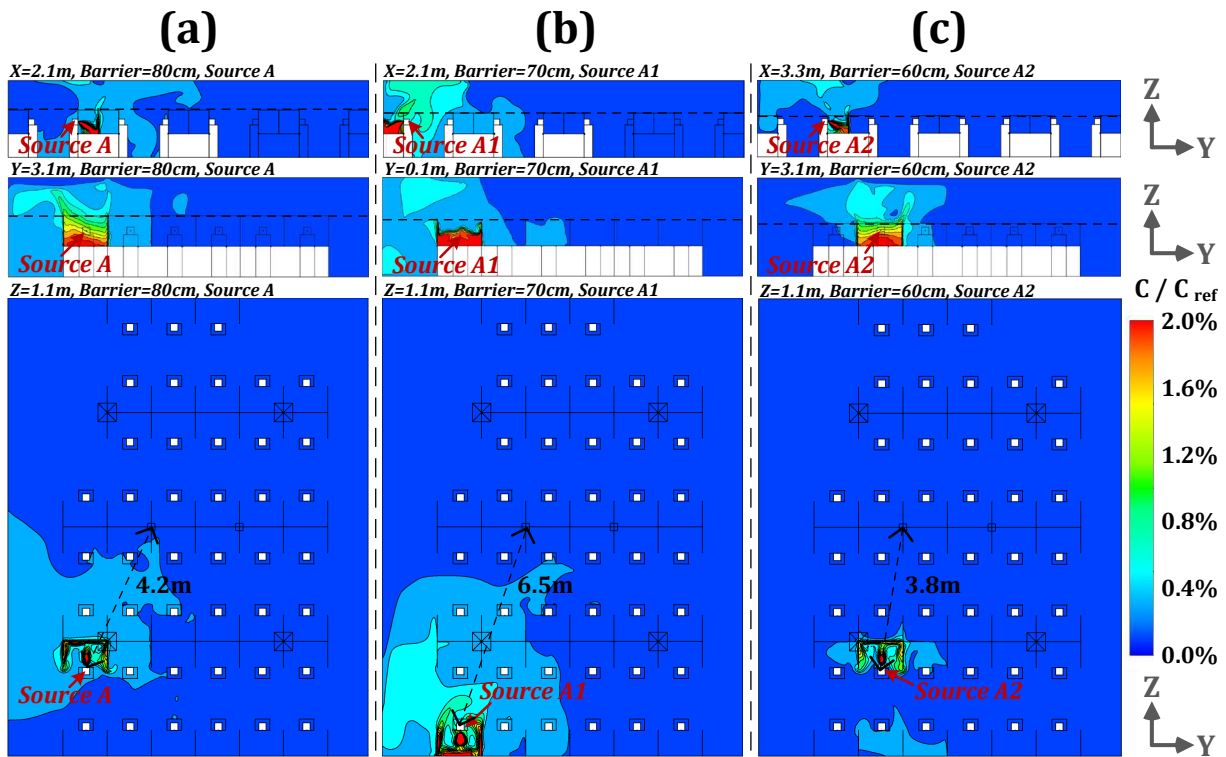 (a)
(b)
(c)
X=2.1m, Barrier=80cm, Source A
X=2.1m, Barrier=70cm, Source A1
X=3.3m, Barrier=60cm, Source A2
Source A
Source A1
Source A2
Z
Y
Y=3.1m, Barrier=80cm, Source A
Y=0.1m, Barrier=70cm, Source A1
Y=3.1m, Barrier=60cm, Source A2
Source A
Source A1
Source A2
Z
Y
Z=1.1m, Barrier=80cm, Source A
Z=1.1m, Barrier=70cm, Source A1
Z=1.1m, Barrier=60cm, Source A2
C / C ref
2.0%
1.6%
1.2%
0.8%
0.4%
0.0%
4.2m
6.5m
3.8m
Source A
Source A1
Source A2
Z
Y